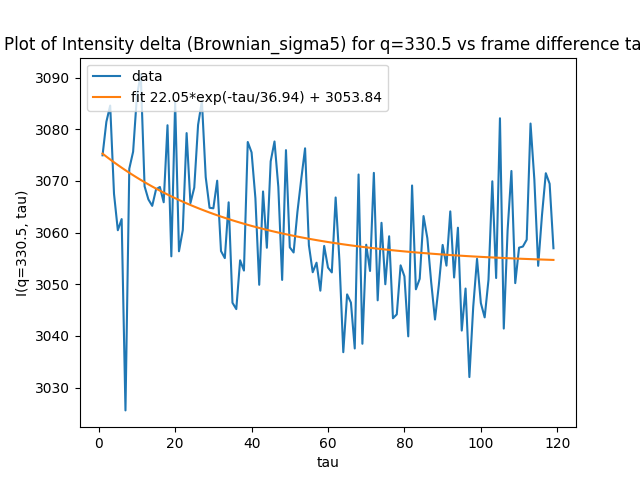 Plot of Intensity delta (Brownian_sigma5) for q=330.5 vs frame difference ta
data
fit 22.05*exp(-tau/36.94) + 3053.84
3090
3080
3070
3060
3050
3040
3030
I(q=330.5, tau)
0 20 40 60 80 100 120
tau